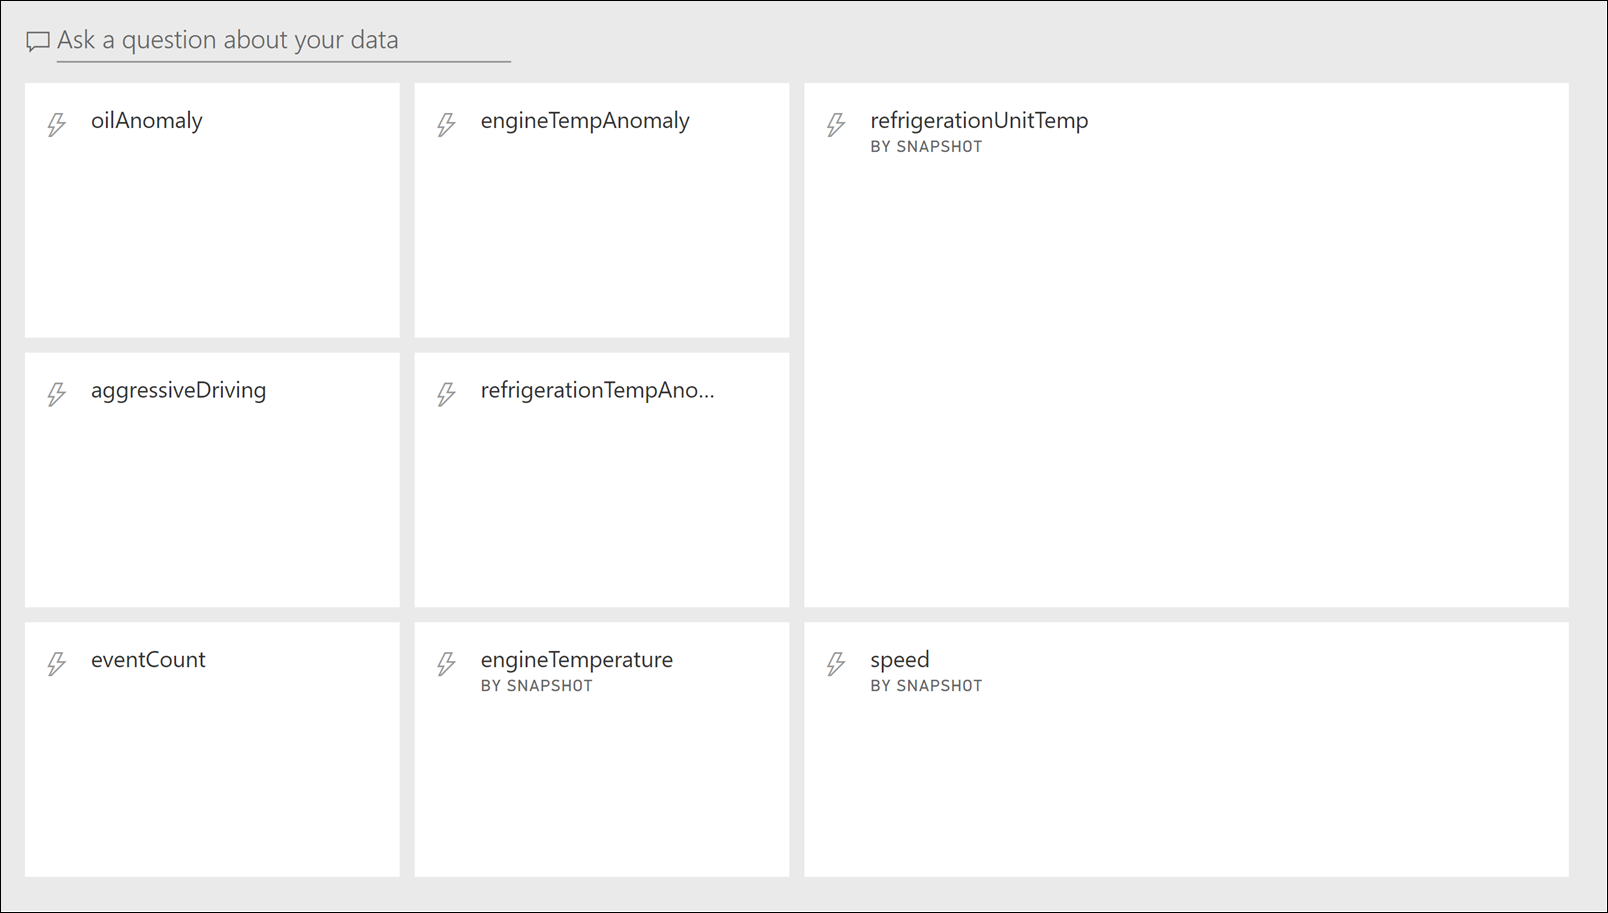 Ask a question about your data
oilAnomaly
engineTempAnomaly
refrigerationUnitTemp
BY SNAPSHOT
aggressiveDriving
refrigerationTempAno...
eventCount
engineTemperature
BY SNAPSHOT
speed
BY SNAPSHOT